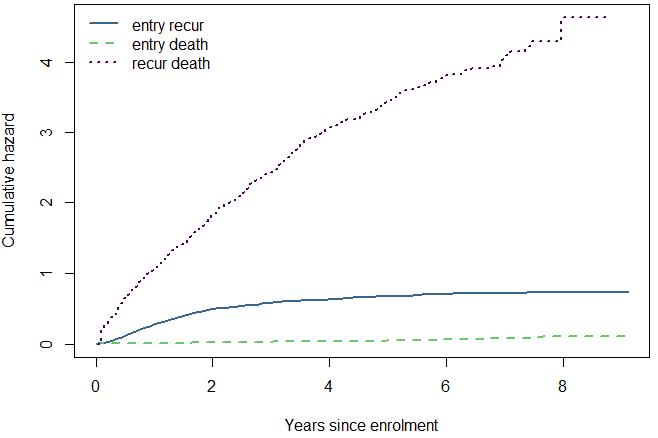 entry recur
entry death
recur death
Cumulative hazard
4
3
2
1
0
0 2 4 6 8
Years since enrolment